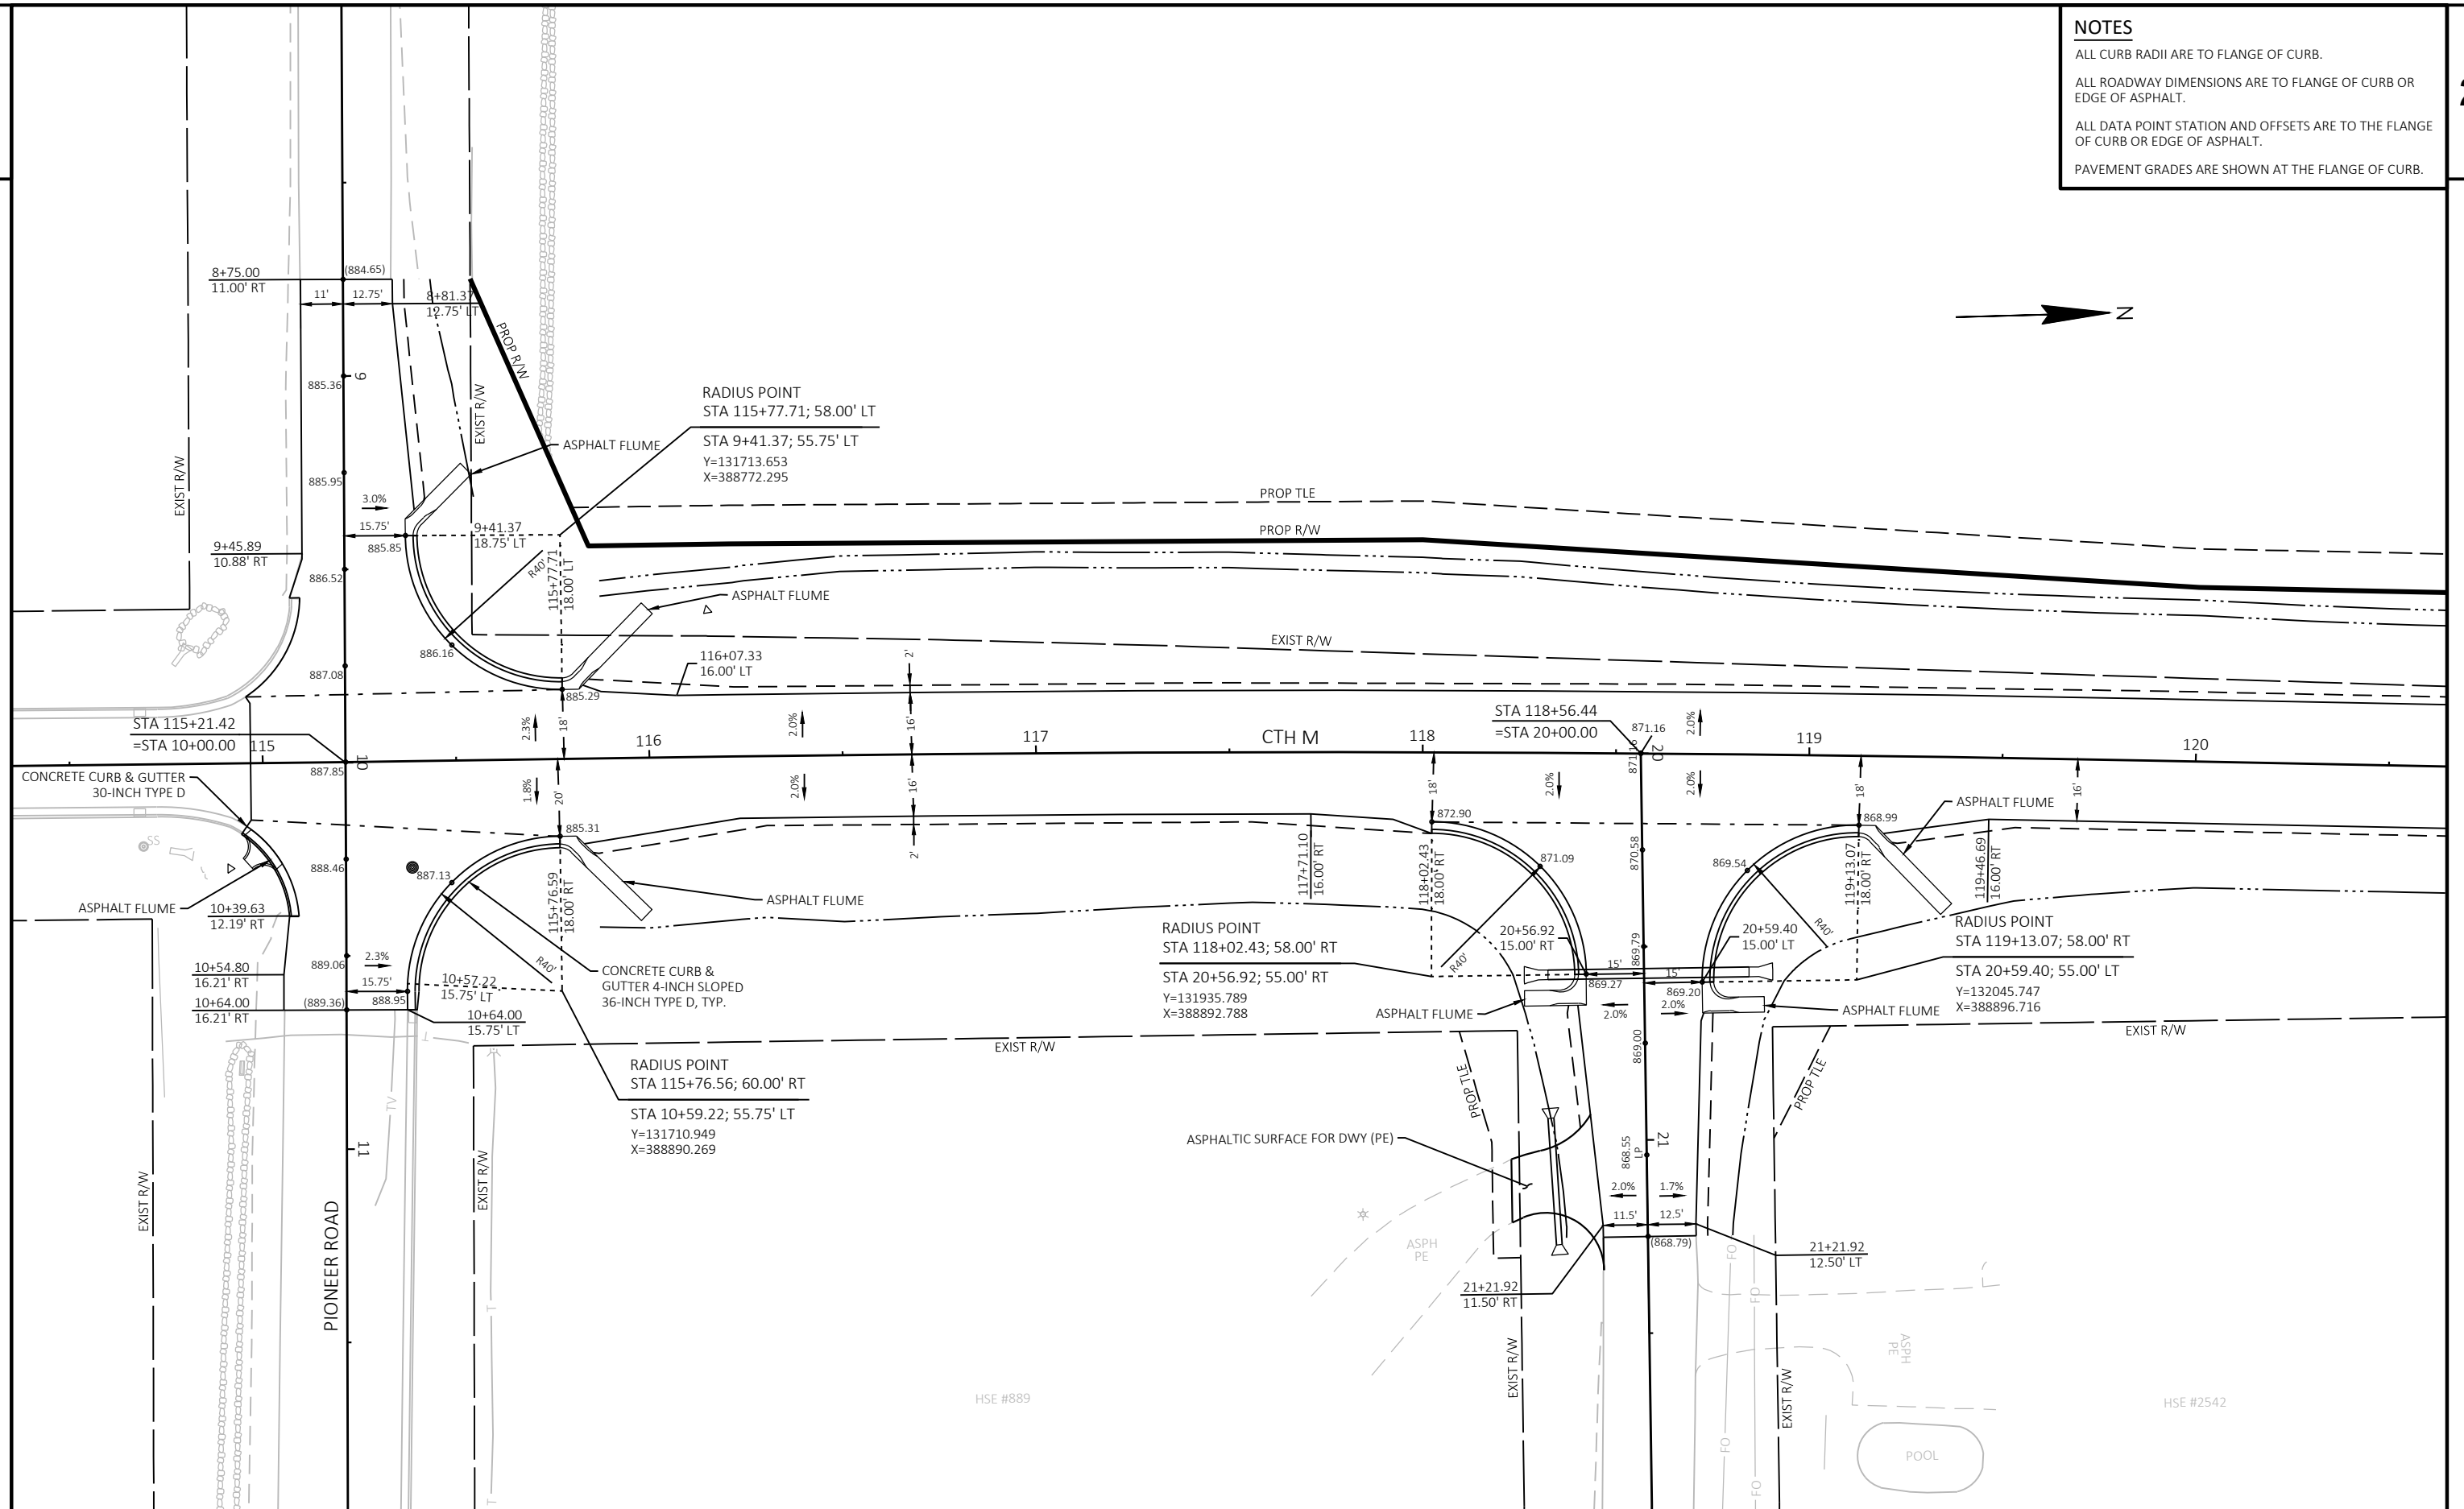 NOTES
ALL CURB RADII ARE TO FLANGE OF CURB.
ALL ROADWAY DIMENSIONS ARE TO FLANGE OF CURB OR
EDGE OF ASPHALT.
ALL DATA POINT STATION AND OFFSETS ARE TO THE FLANGE
OF CURB OR EDGE OF ASPHALT.
PAVEMENT GRADES ARE SHOWN AT THE FLANGE OF CURB.
8+75.00
11.00' RT
(884.65)
11'
12.75'
8+81.37
12.75' LT
N
PROP R/W
885.36
9
EXIST R/W
RADIUS POINT
STA 115+77.71; 58.00' LT
STA 9+41.37; 55.75' LT
Y=131713.653
X=388772.295
ASPHALT FLUME
EXIST R/W
885.95
3.0%
15.75'
885.85
9+41.37
18.75' LT
PROP TLE
PROP R/W
9+45.89
10.88' RT
886.52
R40'
115+77.71
18.00' LT
ASPHALT FLUME
886.16
EXIST R/W
887.08
116+07.33
16.00' LT
2'
885.29
STA 115+21.42
=STA 10+00.00
115
2.3%
18'
2.0%
16'
116
117
CTH M
118
STA 118+56.44
=STA 20+00.00
871.16
871.16
20
2.0%
119
120
887.85
10
CONCRETE CURB & GUTTER
30-INCH TYPE D
1.8%
20'
2.0%
16'
2'
18'
2.0%
2.0%
18'
16'
ASPHALT FLUME
885.31
872.90
868.99
SS
888.46
887.13
115+76.59
18.00' RT
117+71.10
16.00' RT
118+02.43
18.00' RT
871.09
870.58
869.54
119+13.07
18.00' RT
119+46.69
16.00' RT
ASPHALT FLUME
10+39.63
12.19' RT
ASPHALT FLUME
RADIUS POINT
STA 118+02.43; 58.00' RT
STA 20+56.92; 55.00' RT
Y=131935.789
X=388892.788
20+56.92
15.00' RT
R40'
869.79
20+59.40
15.00' LT
R40'
RADIUS POINT
STA 119+13.07; 58.00' RT
STA 20+59.40; 55.00' LT
Y=132045.747
X=388896.716
10+54.80
16.21' RT
889.06
2.3%
15.75'
10+57.22
15.75' LT
R40'
CONCRETE CURB &
GUTTER 4-INCH SLOPED
36-INCH TYPE D, TYP.
15'
15'
869.27
869.20
10+64.00
16.21' RT
(889.36)
888.95
10+64.00
15.75' LT
ASPHALT FLUME
2.0%
2.0%
ASPHALT FLUME
T
EXIST R/W
869.00
EXIST R/W
RADIUS POINT
STA 115+76.56; 60.00' RT
STA 10+59.22; 55.75' LT
Y=131710.949
X=388890.269
TV
PROP TLE
PROP TLE
11
ASPHALTIC SURFACE FOR DWY (PE)
868.55
LP
21
EXIST R/W
EXIST R/W
2.0%
1.7%
11.5'
12.5'
(868.79)
PIONEER ROAD
ASPH
PE
FO
21+21.92
12.50' LT
21+21.92
11.50' RT
FO
T
ASPH
PE
EXIST R/W
EXIST R/W
HSE #889
HSE #2542
FO
POOL
FO
T